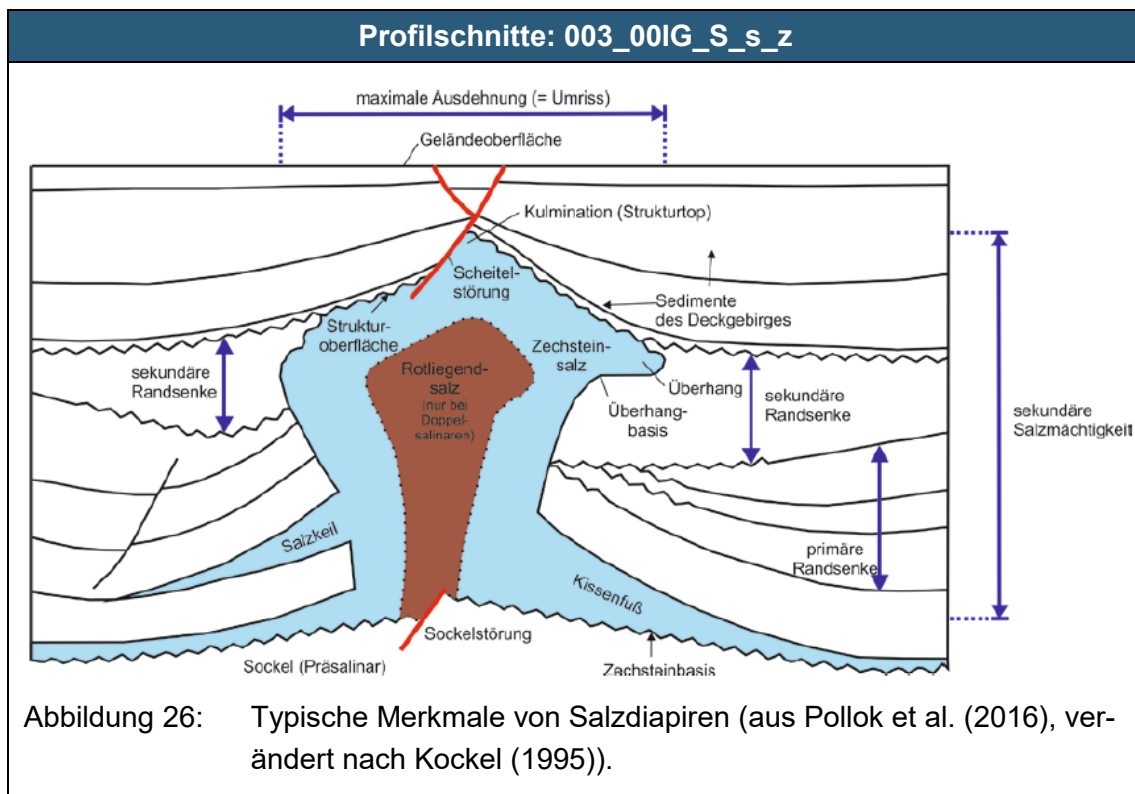 Profilschnitte: 003_00IG_S_s_z
maximale Ausdehnung (= Umriss)
Geländeoberfläche
Kulmination (Strukturtop)
Scheitel-
störung
Sedimente
des Deckgebirges
Struktur-
oberfläche
Zechstein-
salz
sekundäre
Randsenke
Rotliegend-
salz
(nur bei
Doppel-
salinaren)
Überhang
Überhang-
basis
sekundäre
Randsenke
sekundäre
Salzmächtigkeit
Salzkeil
primäre
Randsenke
Kissenfuß
Sockelstörung
Sockel (Präsalinar)
Zechsteinbasis
Abbildung 26: Typische Merkmale von Salzdiapiren (aus Pollok et al. (2016), ver-
ändert nach Kockel (1995)).